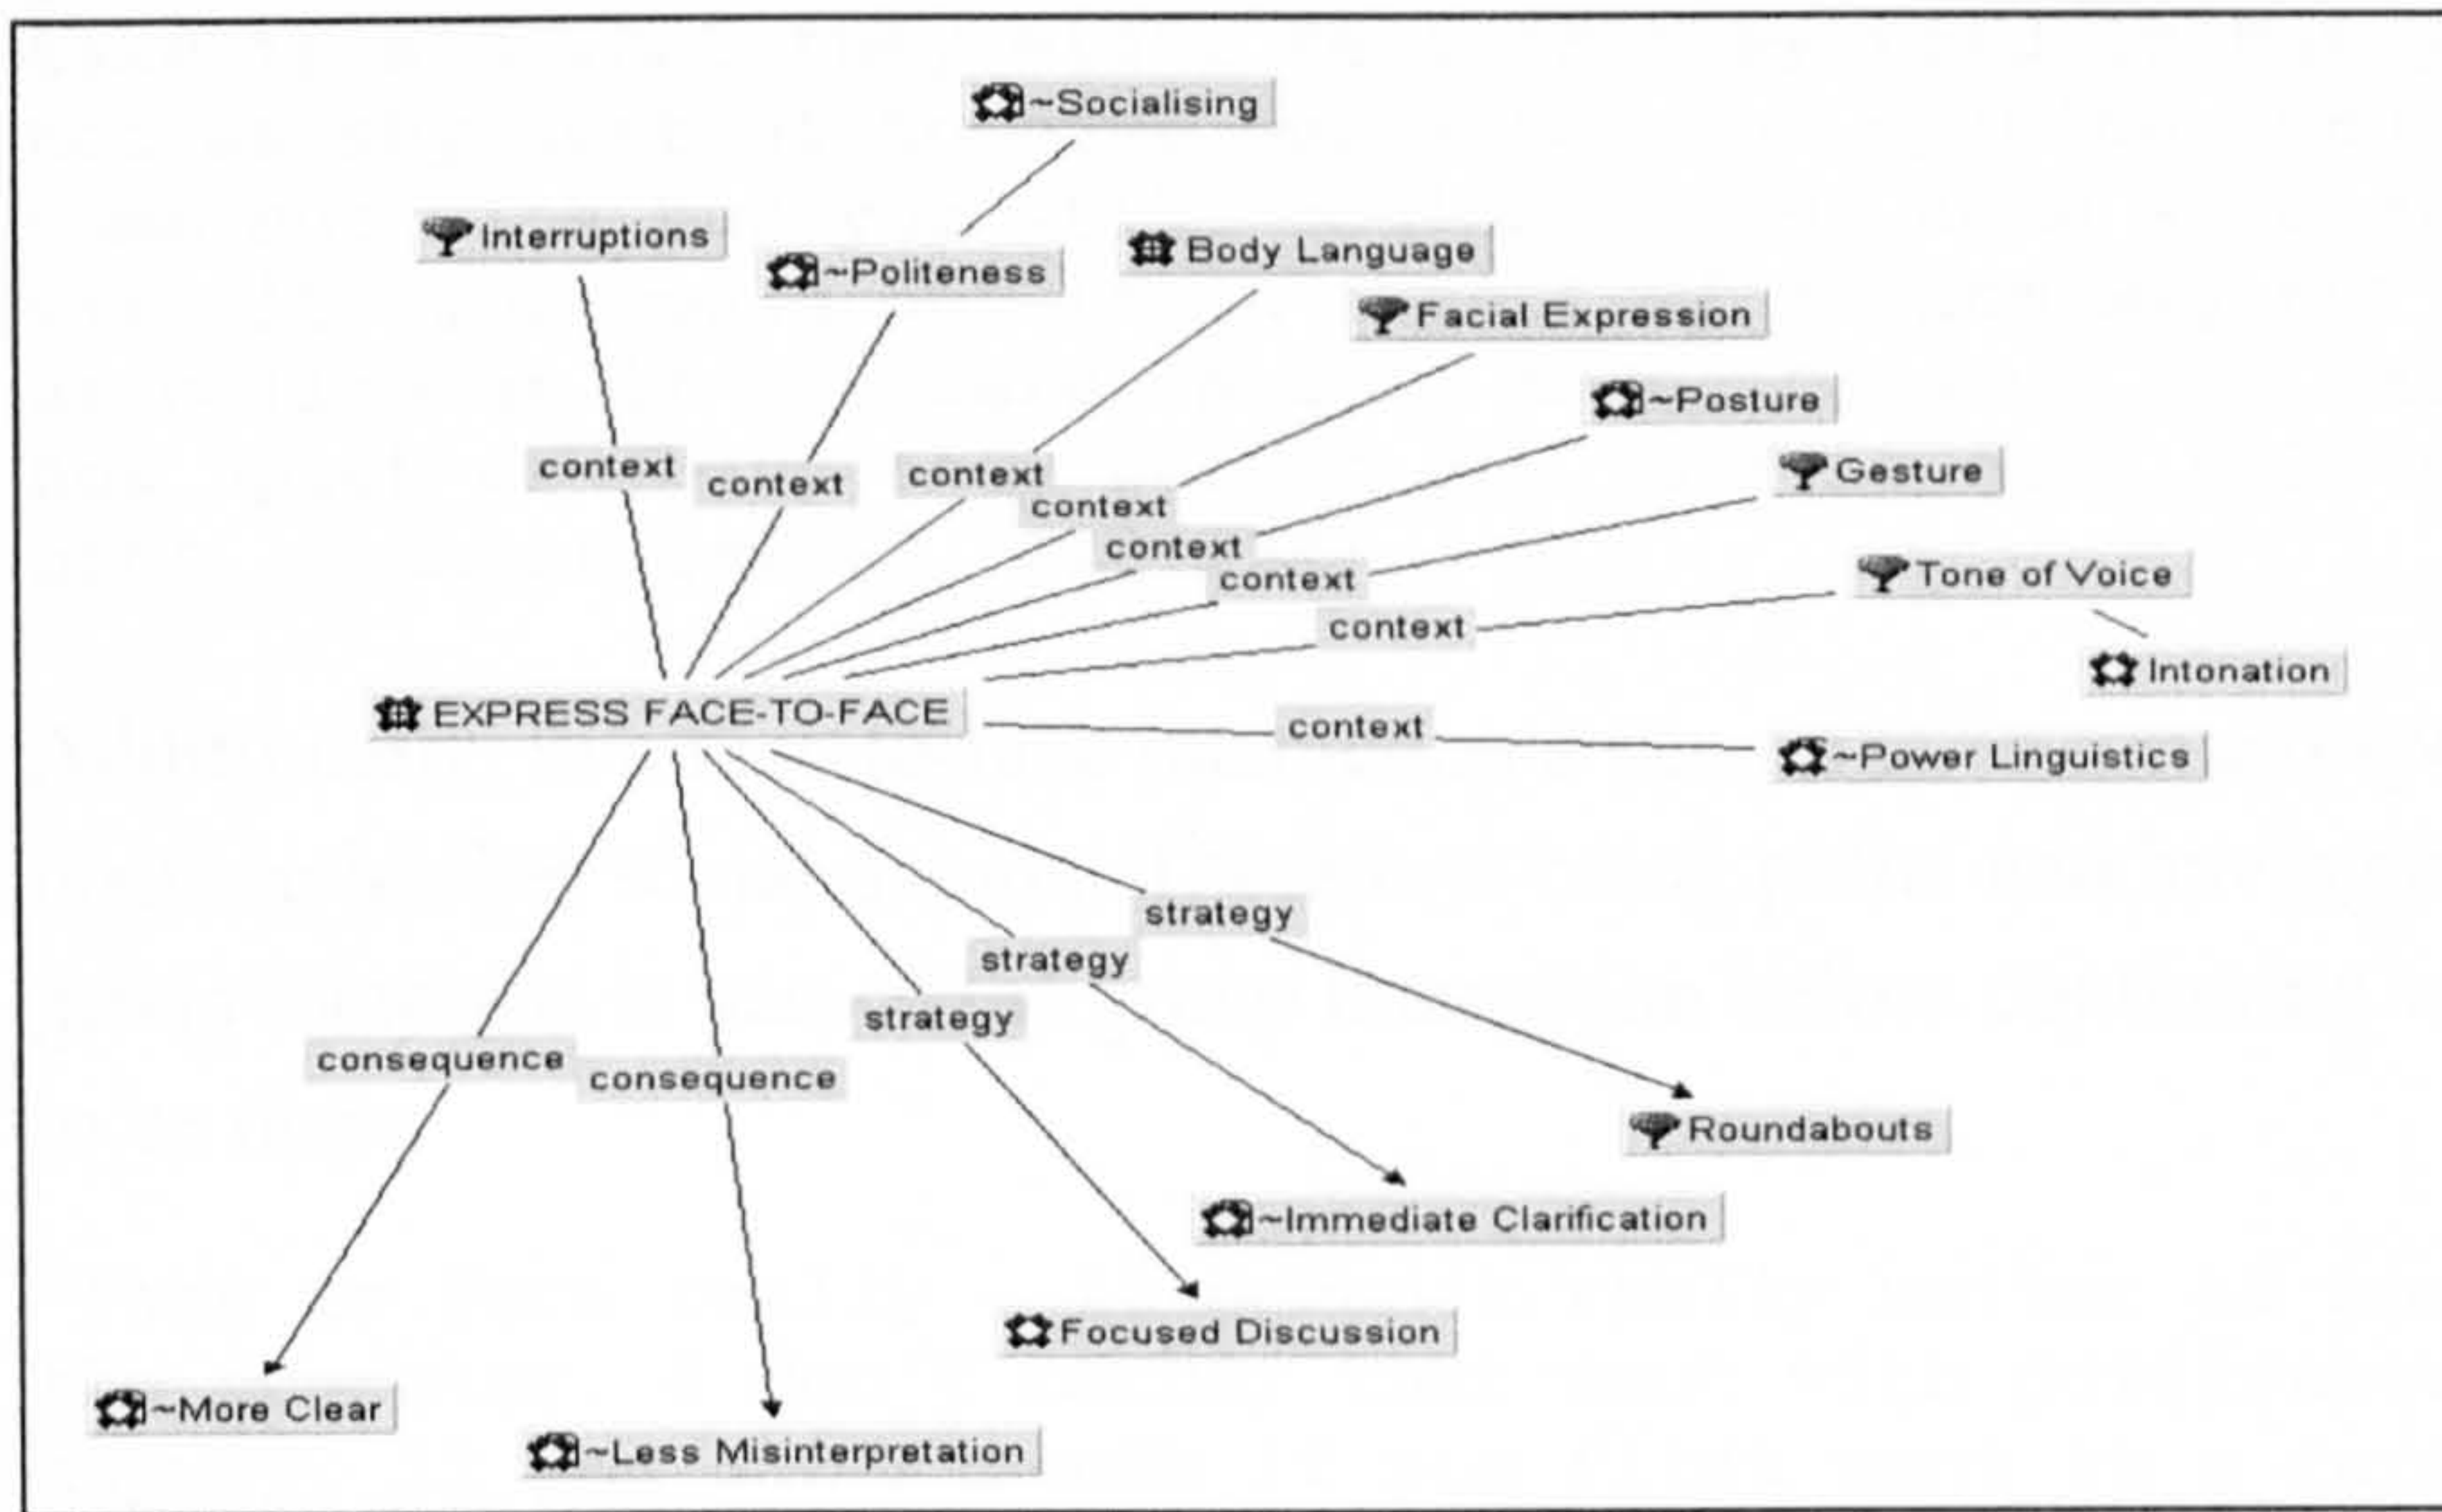 ~Socialising
Interruptions
~Politeness
Body Language
Facial Expression
~Posture
Gesture
context
context
context
context
context
context
Tone of Voice
context
Intonation
EXPRESS FACE-TO-FACE
context
~Power Linguistics
strategy
strategy
strategy
consequence
consequence
Roundabouts
~Immediate Clarification
Focused Discussion
~More Clear
~Less Misinterpretation